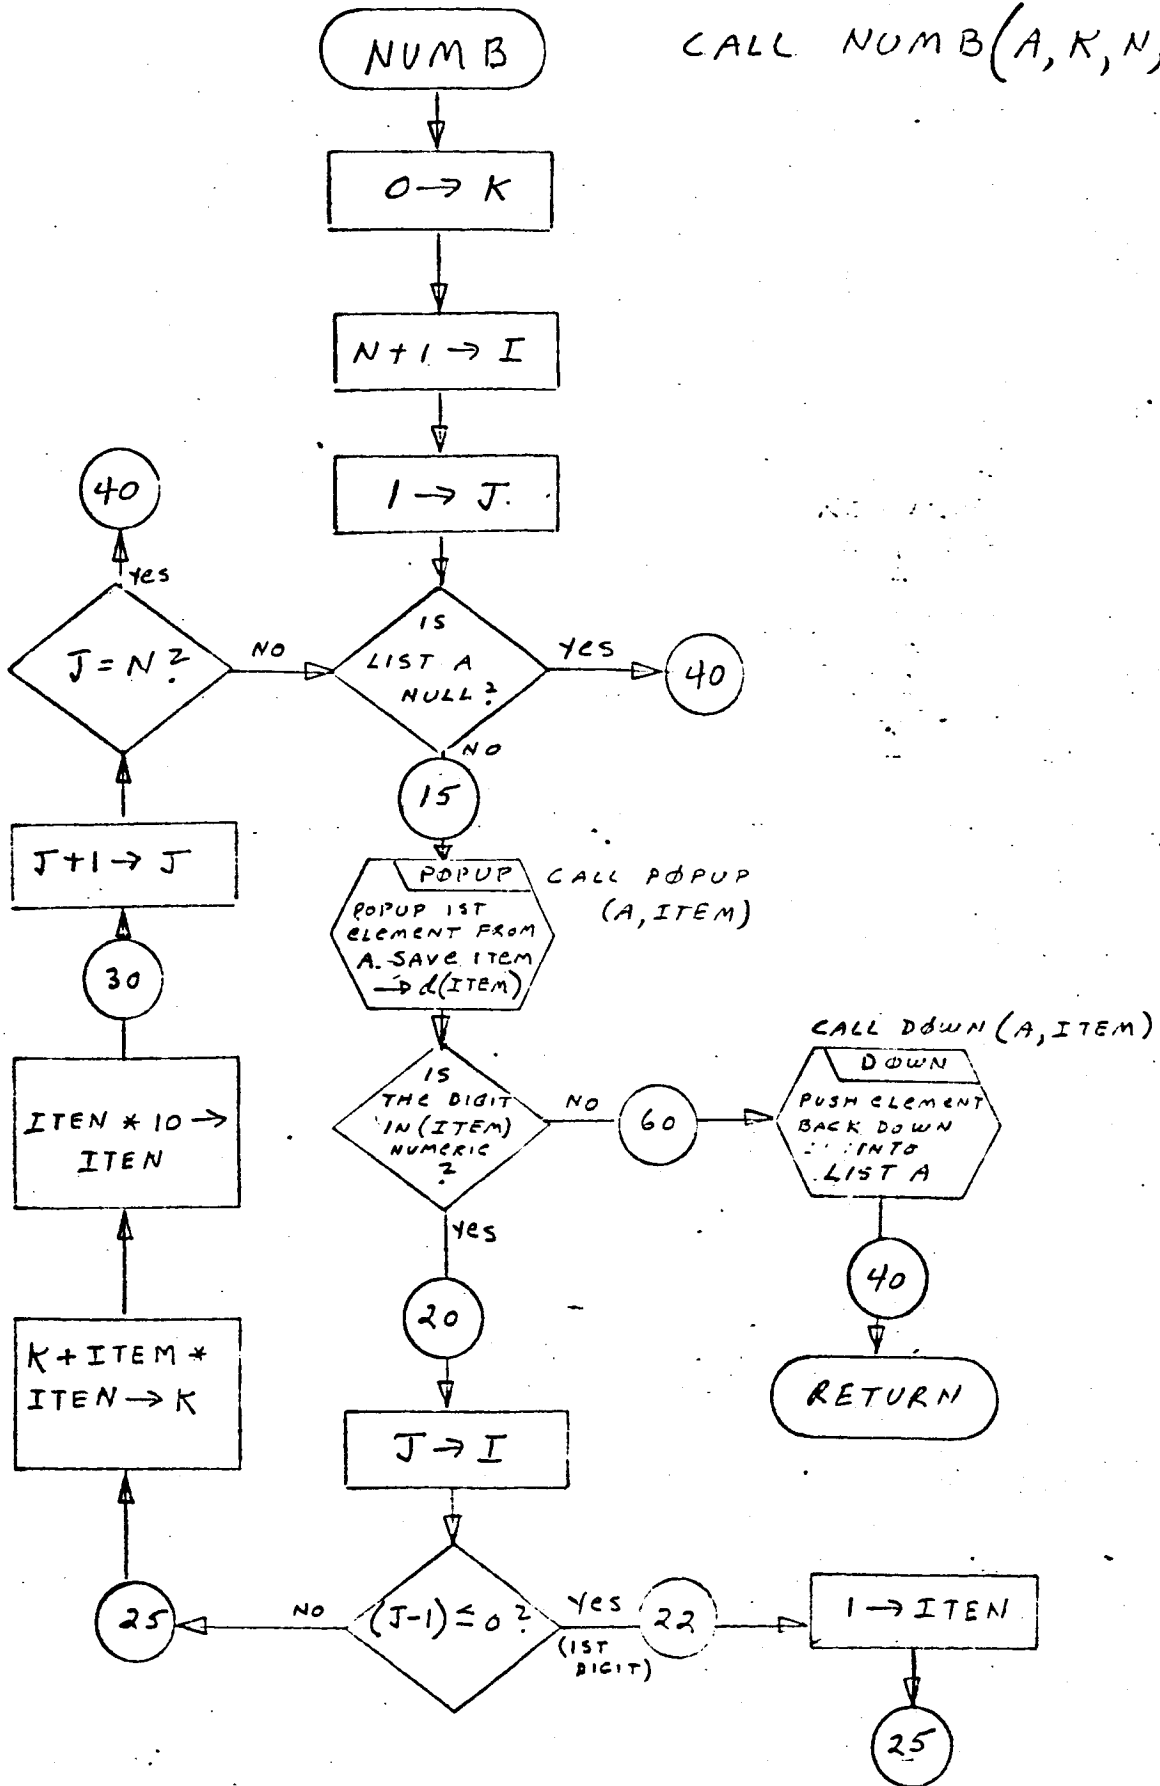 NUMB
CALL NUMB(A, K, N,
0 → K
N+1 → I
1 → J
40
Yes
J = N ?
NO
IS
LIST A
NULL ?
Yes
40
NO
15
J+1 → J
POPUP
CALL PØPUP
(A, ITEM)
POPUP 1ST
ELEMENT FROM
A. SAVE ITEM
→ d(ITEM)
30
CALL DØWN (A, ITEM)
DOWN
PUSH ELEMENT
BACK DOWN
INTO
LIST A
IS
THE DIGIT
IN (ITEM)
NUMERIC
?
NO
60
ITEN * 10 →
ITEN
Yes
20
40
RETURN
K + ITEM *
ITEN → K
J → I
25
NO
(J-1) ≤ 0 ?
Yes
(1ST
DIGIT)
22
1 → ITEN
25